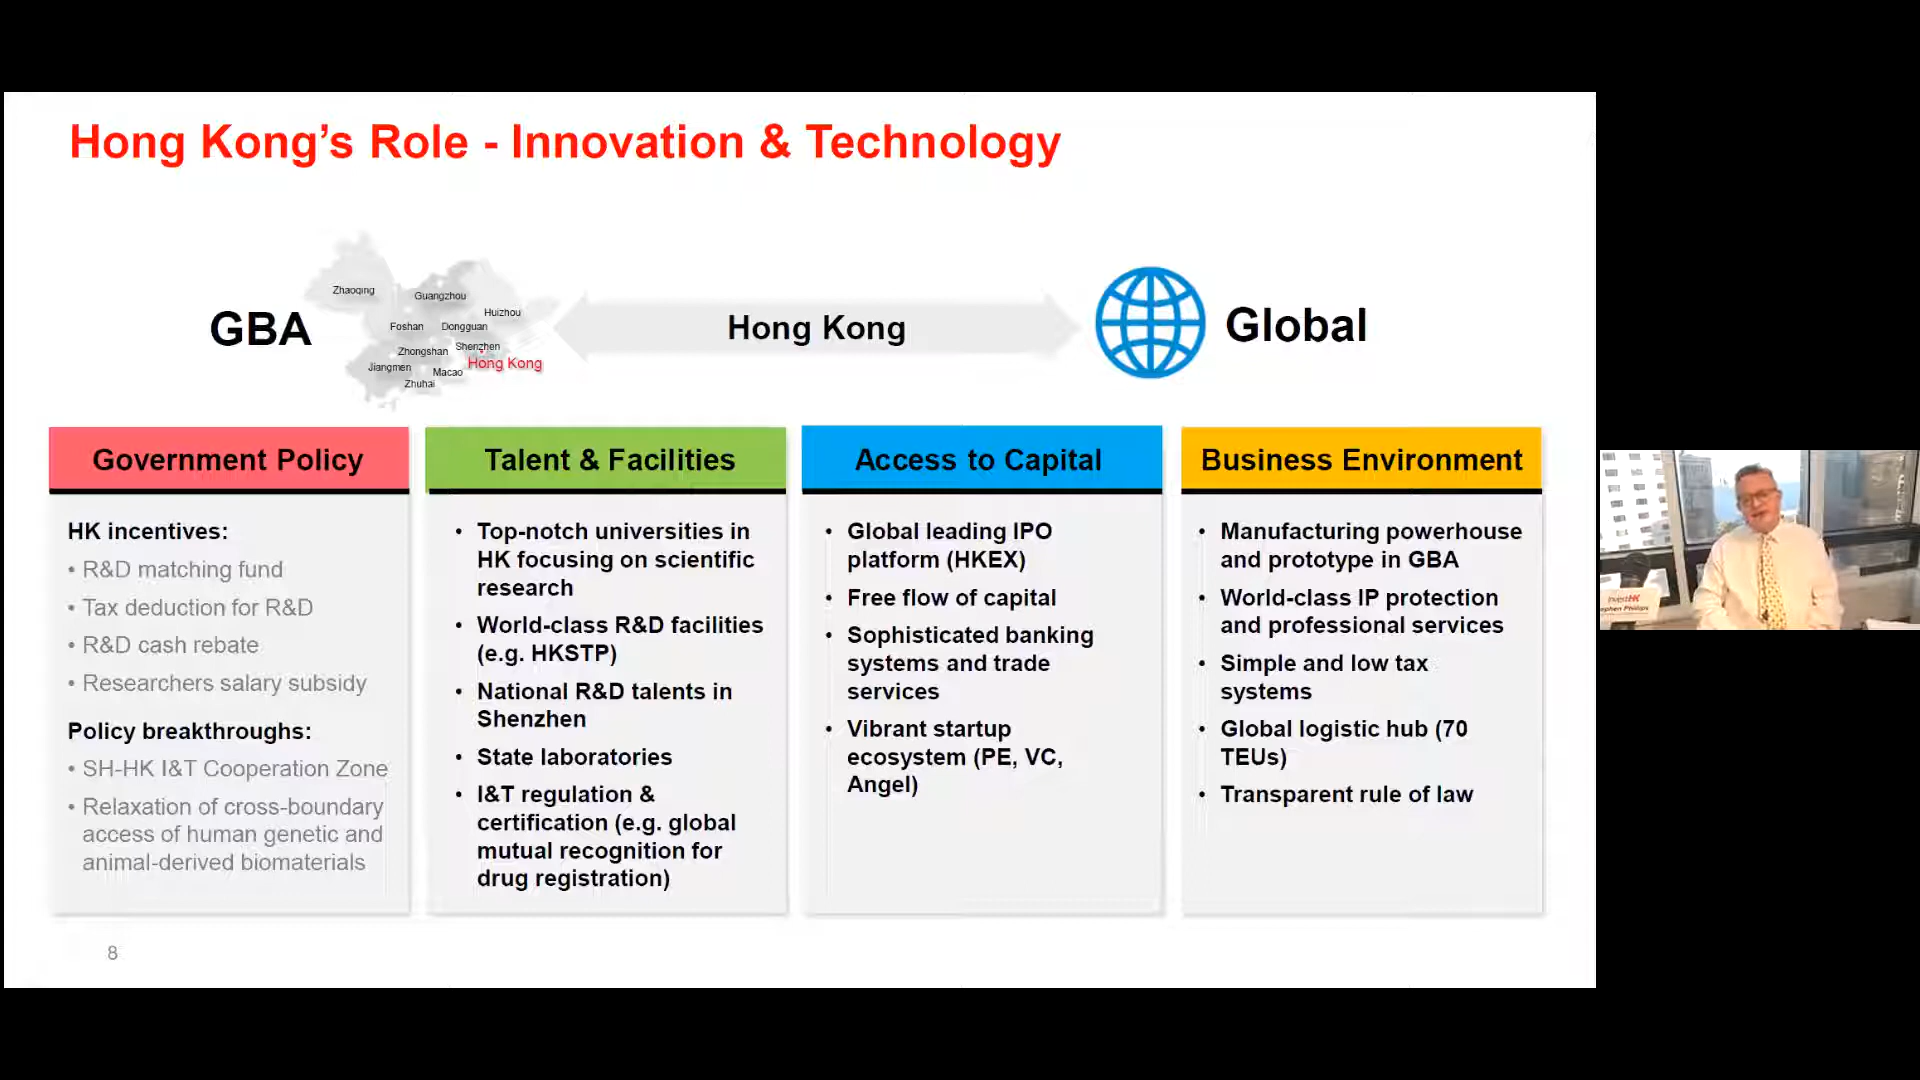 Hong Kong’s Role - Innovation & Technology
GBA
Zhaoqing
Guangzhou
Huizhou
Foshan
Dongguan
Zhongshan
Shenzhen
Hong Kong
Jiangmen
Macao
Zhuhai
Hong Kong
Global
Government Policy
HK incentives:
• R&D matching fund
• Tax deduction for R&D
• R&D cash rebate
• Researchers salary subsidy
Policy breakthroughs:
• SH-HK I&T Cooperation Zone
• Relaxation of cross-boundary
access of human genetic and
animal-derived biomaterials
Talent & Facilities
• Top-notch universities in
HK focusing on scientific
research
• World-class R&D facilities
(e.g. HKSTP)
• National R&D talents in
Shenzhen
• State laboratories
• I&T regulation &
certification (e.g. global
mutual recognition for
drug registration)
Access to Capital
• Global leading IPO
platform (HKEX)
• Free flow of capital
• Sophisticated banking
systems and trade
services
• Vibrant startup
ecosystem (PE, VC,
Angel)
Business Environment
• Manufacturing powerhouse
and prototype in GBA
• World-class IP protection
and professional services
• Simple and low tax
systems
• Global logistic hub (70
TEUs)
• Transparent rule of law
8
InvestHK